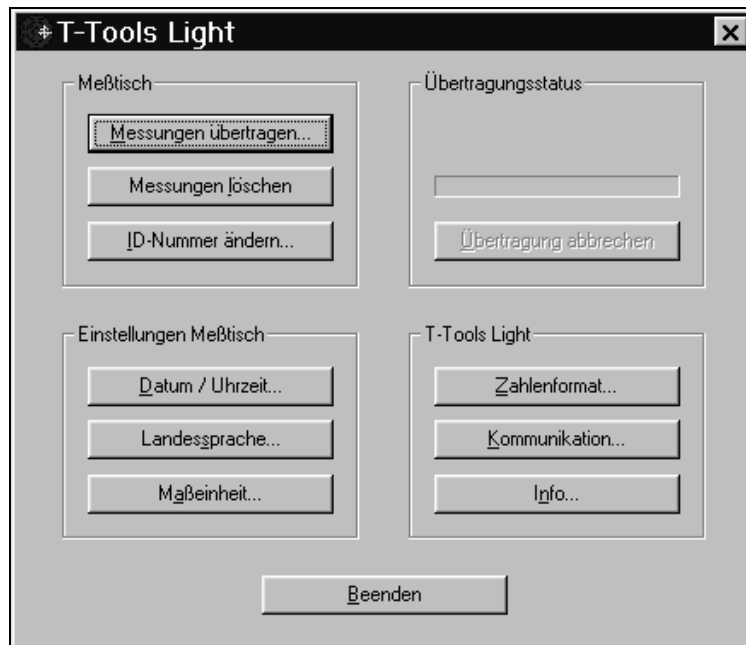 T-Tools Light
Meßtisch
Messungen übertragen...
Messungen löschen
ID-Nummer ändern...
Übertragungsstatus
Übertragung abbrechen
Einstellungen Meßtisch
Datum / Uhrzeit...
Landessprache...
Maßeinheit...
T-Tools Light
Zahlenformat...
Kommunikation...
Info...
Beenden